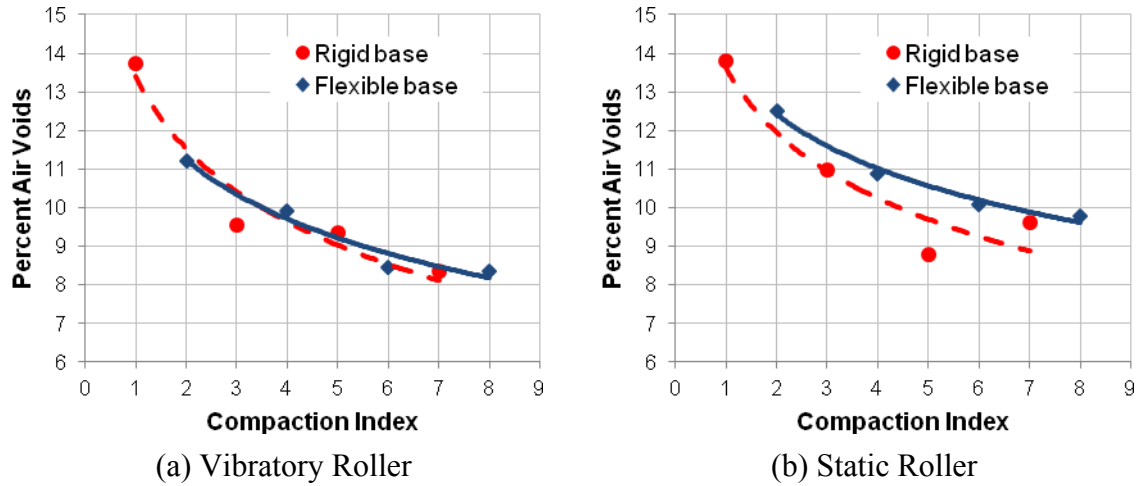 15
14
13
12
11
10
9
8
7
6
Percent Air Voids
Rigid base
Flexible base
0 1 2 3 4 5 6 7 8 9
Compaction Index
(a) Vibratory Roller
15
14
13
12
11
10
9
8
7
6
Percent Air Voids
Rigid base
Flexible base
0 1 2 3 4 5 6 7 8 9
Compaction Index
(b) Static Roller